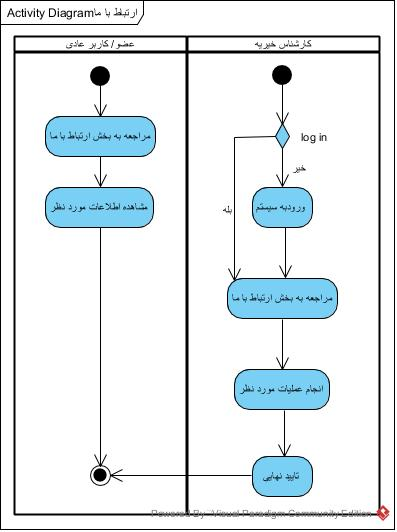 Activity Diagram ارتباط با ما
عضو/ کاربر عادی
کارشناس خیریه
log in
مراجعه به بخش ارتباط با ما
خیر
مشاهده اطلاعات مورد نظر
ورودبه سیستم
بله
مراجعه به بخش ارتباط با ما
انجام عملیات مورد نظر
تایید نهایی
Powered By Visual Paradigm Community Edition